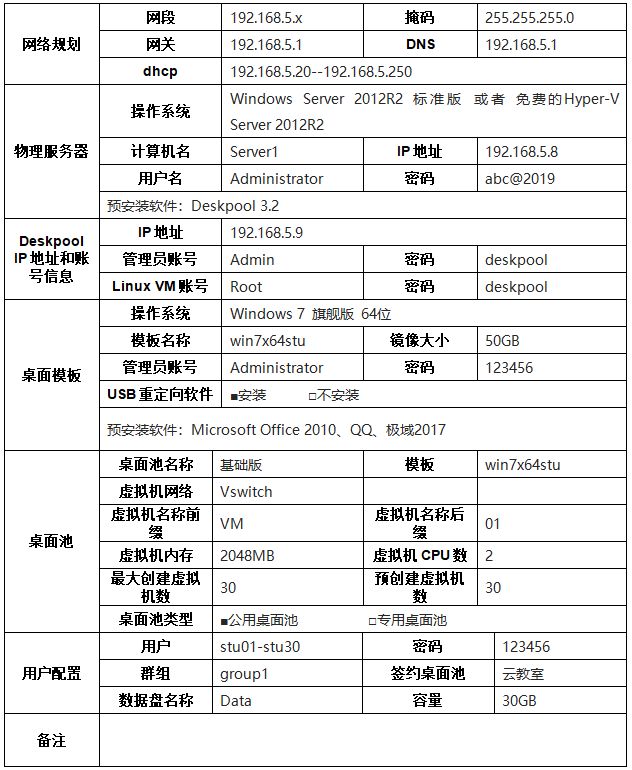 网络规划
网段 192.168.5.x 掩码 255.255.255.0
网关 192.168.5.1 DNS 192.168.5.1
dhcp 192.168.5.20--192.168.5.250
物理服务器
操作系统 Windows Server 2012R2 标准版 或者 免费的Hyper-V
Server 2012R2
计算机名 Server1 IP 地址 192.168.5.8
用户名 Administrator 密码 abc@2019
预安装软件：Deskpool 3.2
Deskpool
IP 地址和账
号信息
IP 地址 192.168.5.9
管理员账号 Admin 密码 deskpool
Linux VM 账号 Root 密码 deskpool
桌面模板
操作系统 Windows 7 旗舰版 64位
模板名称 win7x64stu 镜像大小 50GB
管理员账号 Administrator 密码 123456
USB 重定向软件 ■安装 □不安装
预安装软件：Microsoft Office 2010、QQ、极域2017
桌面池
桌面池名称 基础版 模板 win7x64stu
虚拟机网络 Vswitch
虚拟机名称前
缀
VM
虚拟机名称后
缀
01
虚拟机内存 2048MB 虚拟机 CPU 数 2
最大创建虚拟
机数
30
预创建虚拟机
数
30
桌面池类型 ■公用桌面池 □专用桌面池
用户配置
用户 stu01-stu30 密码 123456
群组 group1 签约桌面池 云教室
数据盘名称 Data 容量 30GB
备注